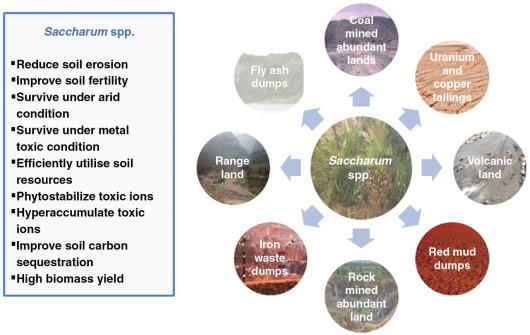 Saccharum spp.
▪Reduce soil erosion
▪Improve soil fertility
▪Survive under arid
condition
▪Survive under metal
toxic condition
▪Efficiently utilise soil
resources
▪Phytostabilize toxic ions
▪Hyperaccumulate toxic
ions
▪Improve soil carbon
sequestration
▪High biomass yield
Coal
mined
abundant
lands
Uranium
and
copper
tailings
Volcanic
land
Red mud
dumps
Rock
mined
abundant
land
Iron
waste
dumps
Range
land
Fly ash
dumps
Saccharum
spp.